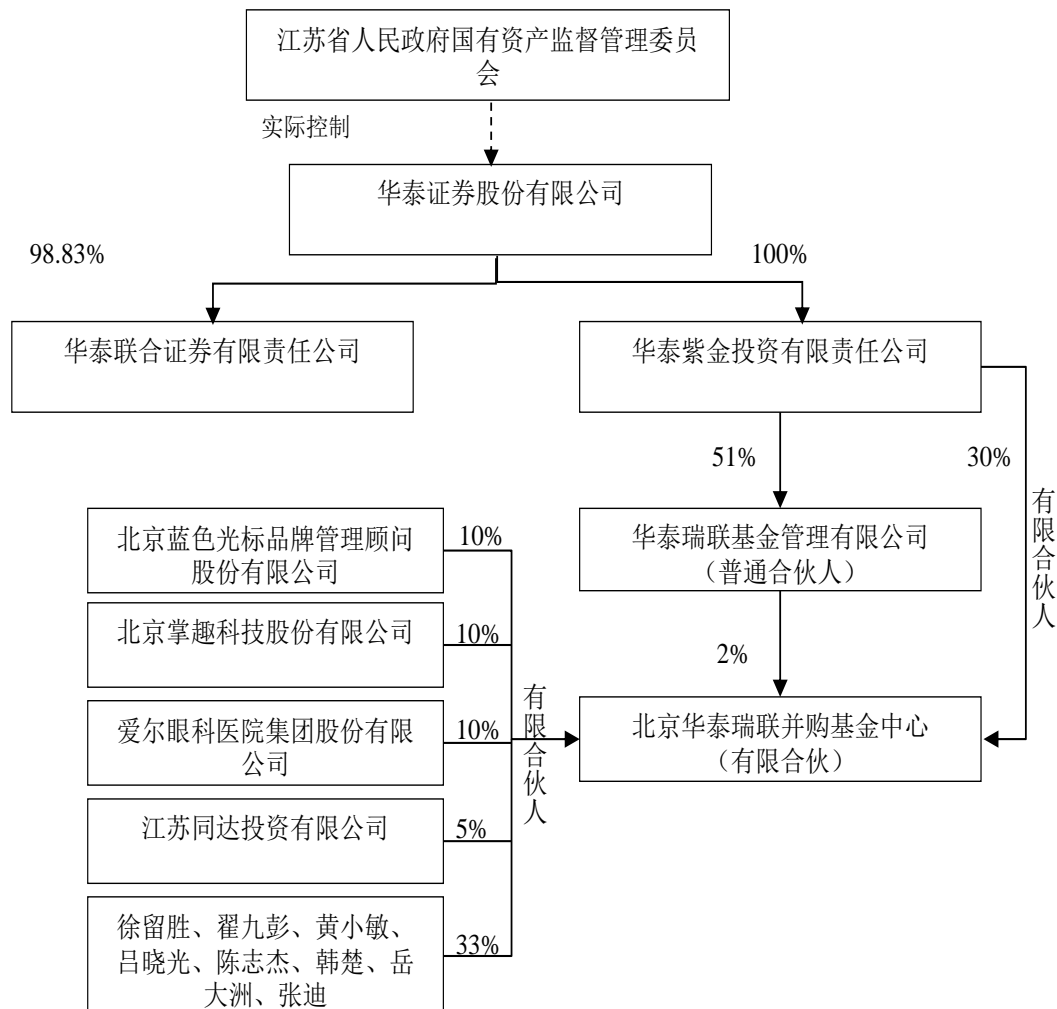 江苏省人民政府国有资产监督管理委员
会
实际控制
华泰证券股份有限公司
98.83%
100%
华泰联合证券有限责任公司
华泰紫金投资有限责任公司
51%
30%
有限合伙人
北京蓝色光标品牌管理顾问
股份有限公司
10%
华泰瑞联基金管理有限公司
（普通合伙人）
北京掌趣科技股份有限公司
10%
2%
爱尔眼科医院集团股份有限
公司
10%
有限合伙人
北京华泰瑞联并购基金中心
（有限合伙）
江苏同达投资有限公司
5%
徐留胜、翟九彭、黄小敏、
吕晓光、陈志杰、韩楚、岳
大洲、张迪
33%